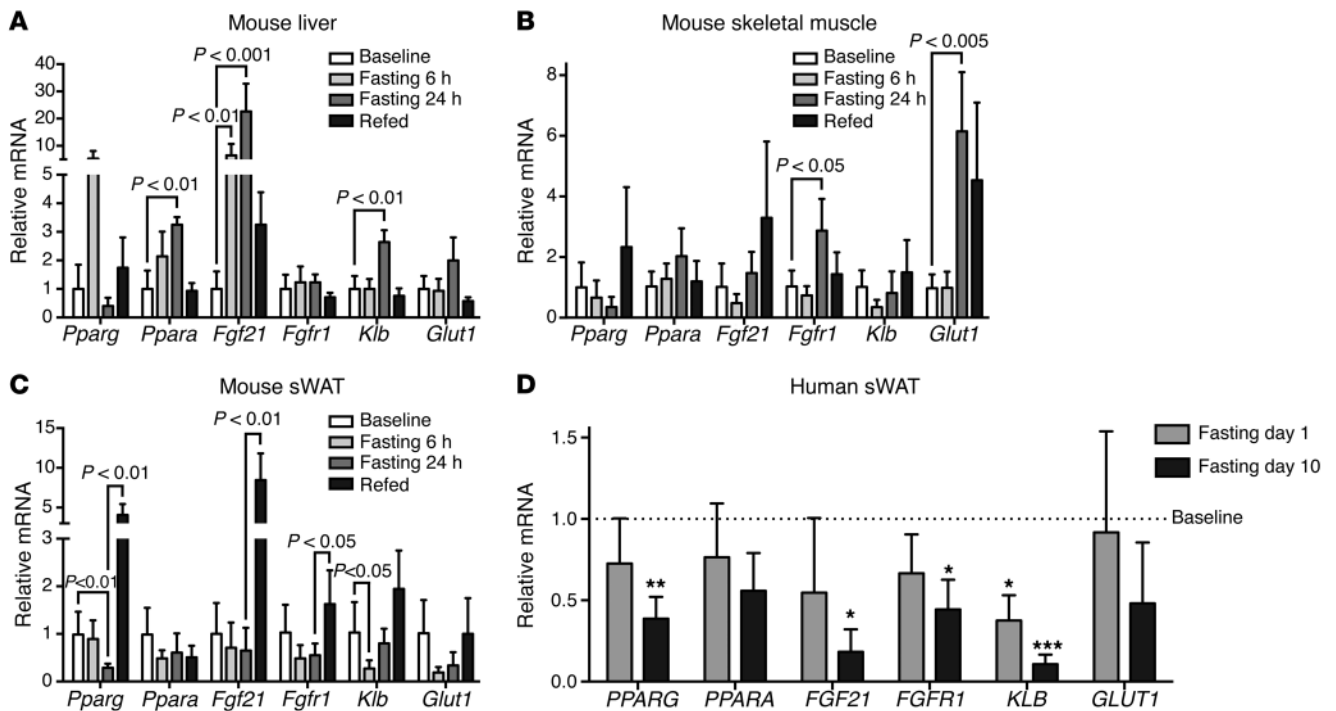 A
Mouse liver
P < 0.001
Baseline
Fasting 6 h
Fasting 24 h
Refed
P < 0.01
P < 0.01
P < 0.01
Relative mRNA
40
30
20
10
5
4
3
2
1
0
Pparg Ppara Fgf21 Fgfr1 Klb Glut1
B
Mouse skeletal muscle
P < 0.005
Baseline
Fasting 6 h
Fasting 24 h
Refed
P < 0.05
Relative mRNA
8
6
4
2
0
Pparg Ppara Fgf21 Fgfr1 Klb Glut1
C
Mouse sWAT
P < 0.01
Baseline
Fasting 6 h
Fasting 24 h
Refed
P < 0.01
P < 0.05
P<0.01
P<0.05
Relative mRNA
15
10
5
3
2
1
0
Pparg Ppara Fgf21 Fgfr1 Klb Glut1
D
Human sWAT
Fasting day 1
Fasting day 10
Baseline
Relative mRNA
1.5
1.0
0.5
0.0
** * * * ***
PPARG PPARA FGF21 FGFR1 KLB GLUT1